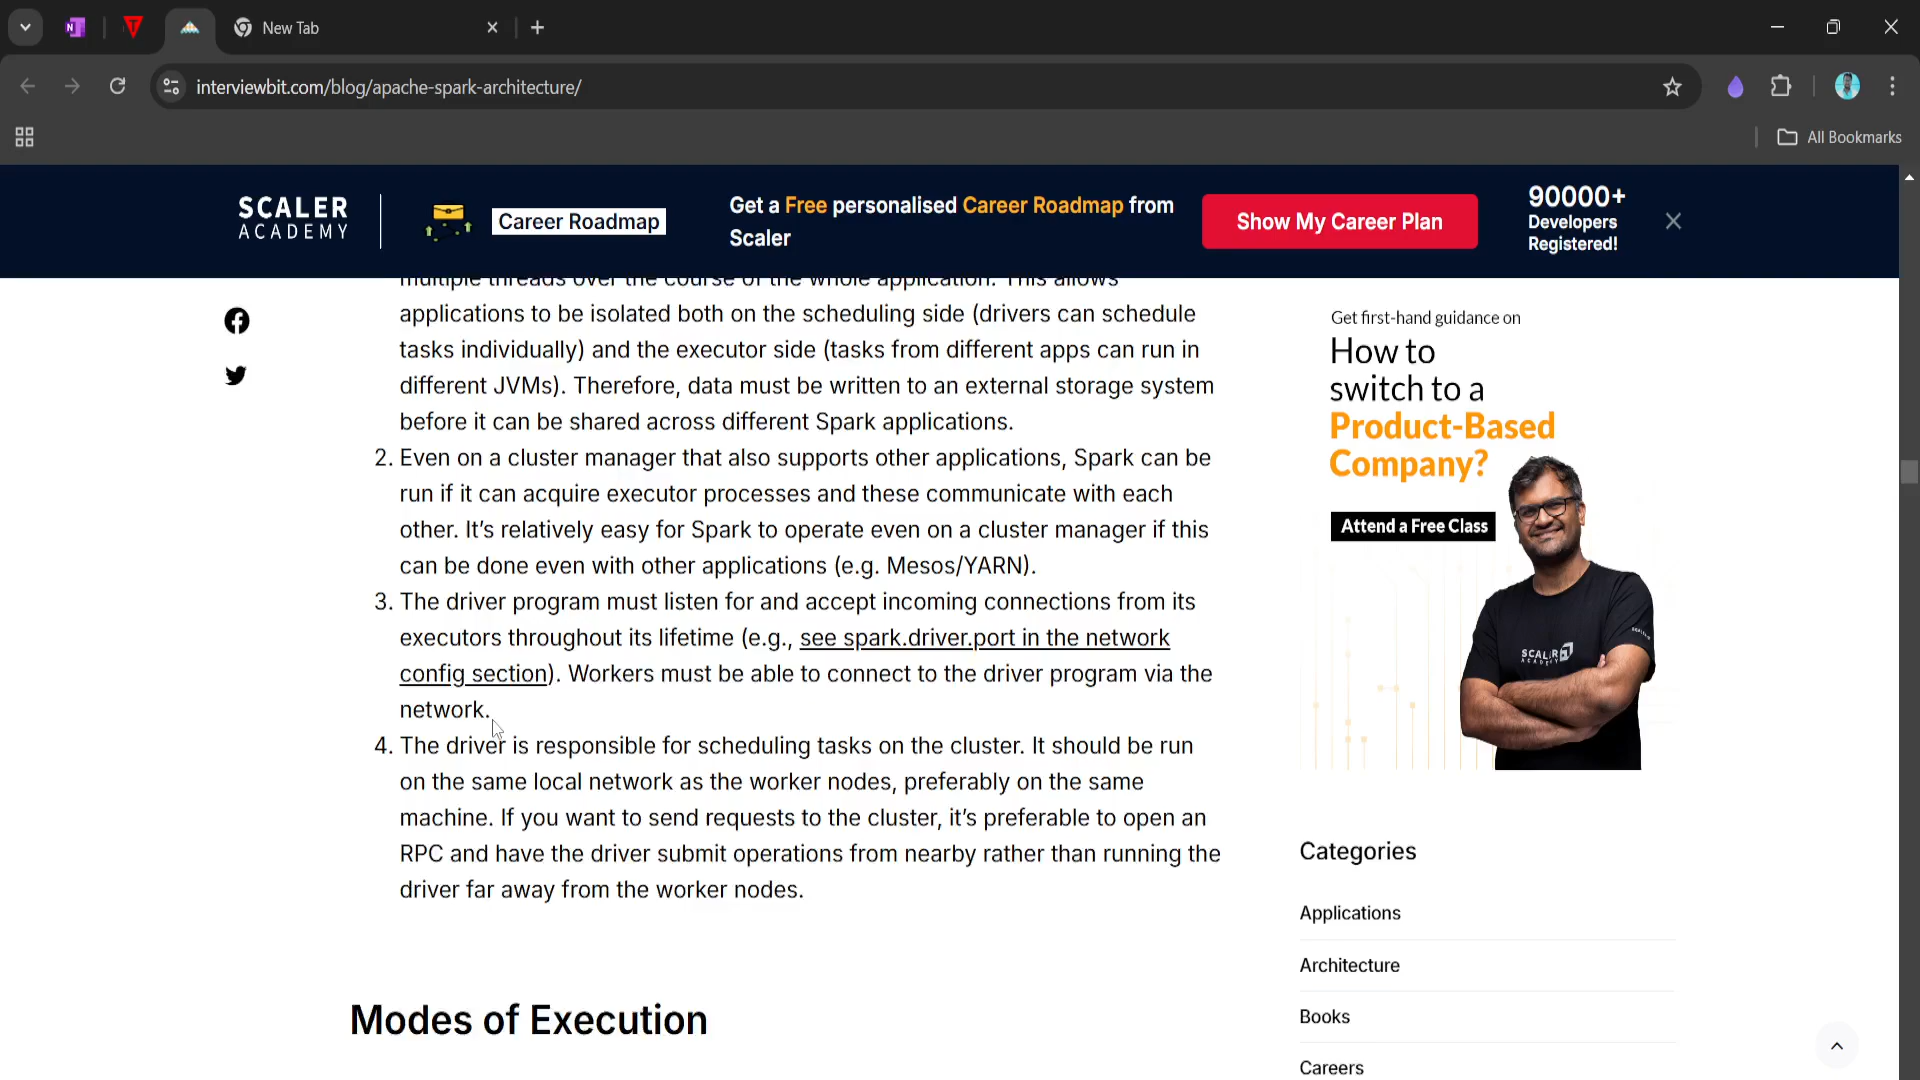 New Tab
interviewbit.com/blog/apache-spark-architecture/
All Bookmarks
SCALER
ACADEMY
Career Roadmap
Get a Free personalised Career Roadmap from
Scaler
Show My Career Plan
90000+
Developers
Registered!
multiple threads over the course of the whole application. This allows
applications to be isolated both on the scheduling side (drivers can schedule
tasks individually) and the executor side (tasks from different apps can run in
different JVMs). Therefore, data must be written to an external storage system
before it can be shared across different Spark applications.
2. Even on a cluster manager that also supports other applications, Spark can be
run if it can acquire executor processes and these communicate with each
other. It’s relatively easy for Spark to operate even on a cluster manager if this
can be done even with other applications (e.g. Mesos/YARN).
3. The driver program must listen for and accept incoming connections from its
executors throughout its lifetime (e.g., see spark.driver.port in the network
config section). Workers must be able to connect to the driver program via the
network.
4. The driver is responsible for scheduling tasks on the cluster. It should be run
on the same local network as the worker nodes, preferably on the same
machine. If you want to send requests to the cluster, it’s preferable to open an
RPC and have the driver submit operations from nearby rather than running the
driver far away from the worker nodes.
Modes of Execution
Get first-hand guidance on
How to
switch to a
Product-Based
Company?
Attend a Free Class
SCALER
ACADEMY
Categories
Applications
Architecture
Books
Careers